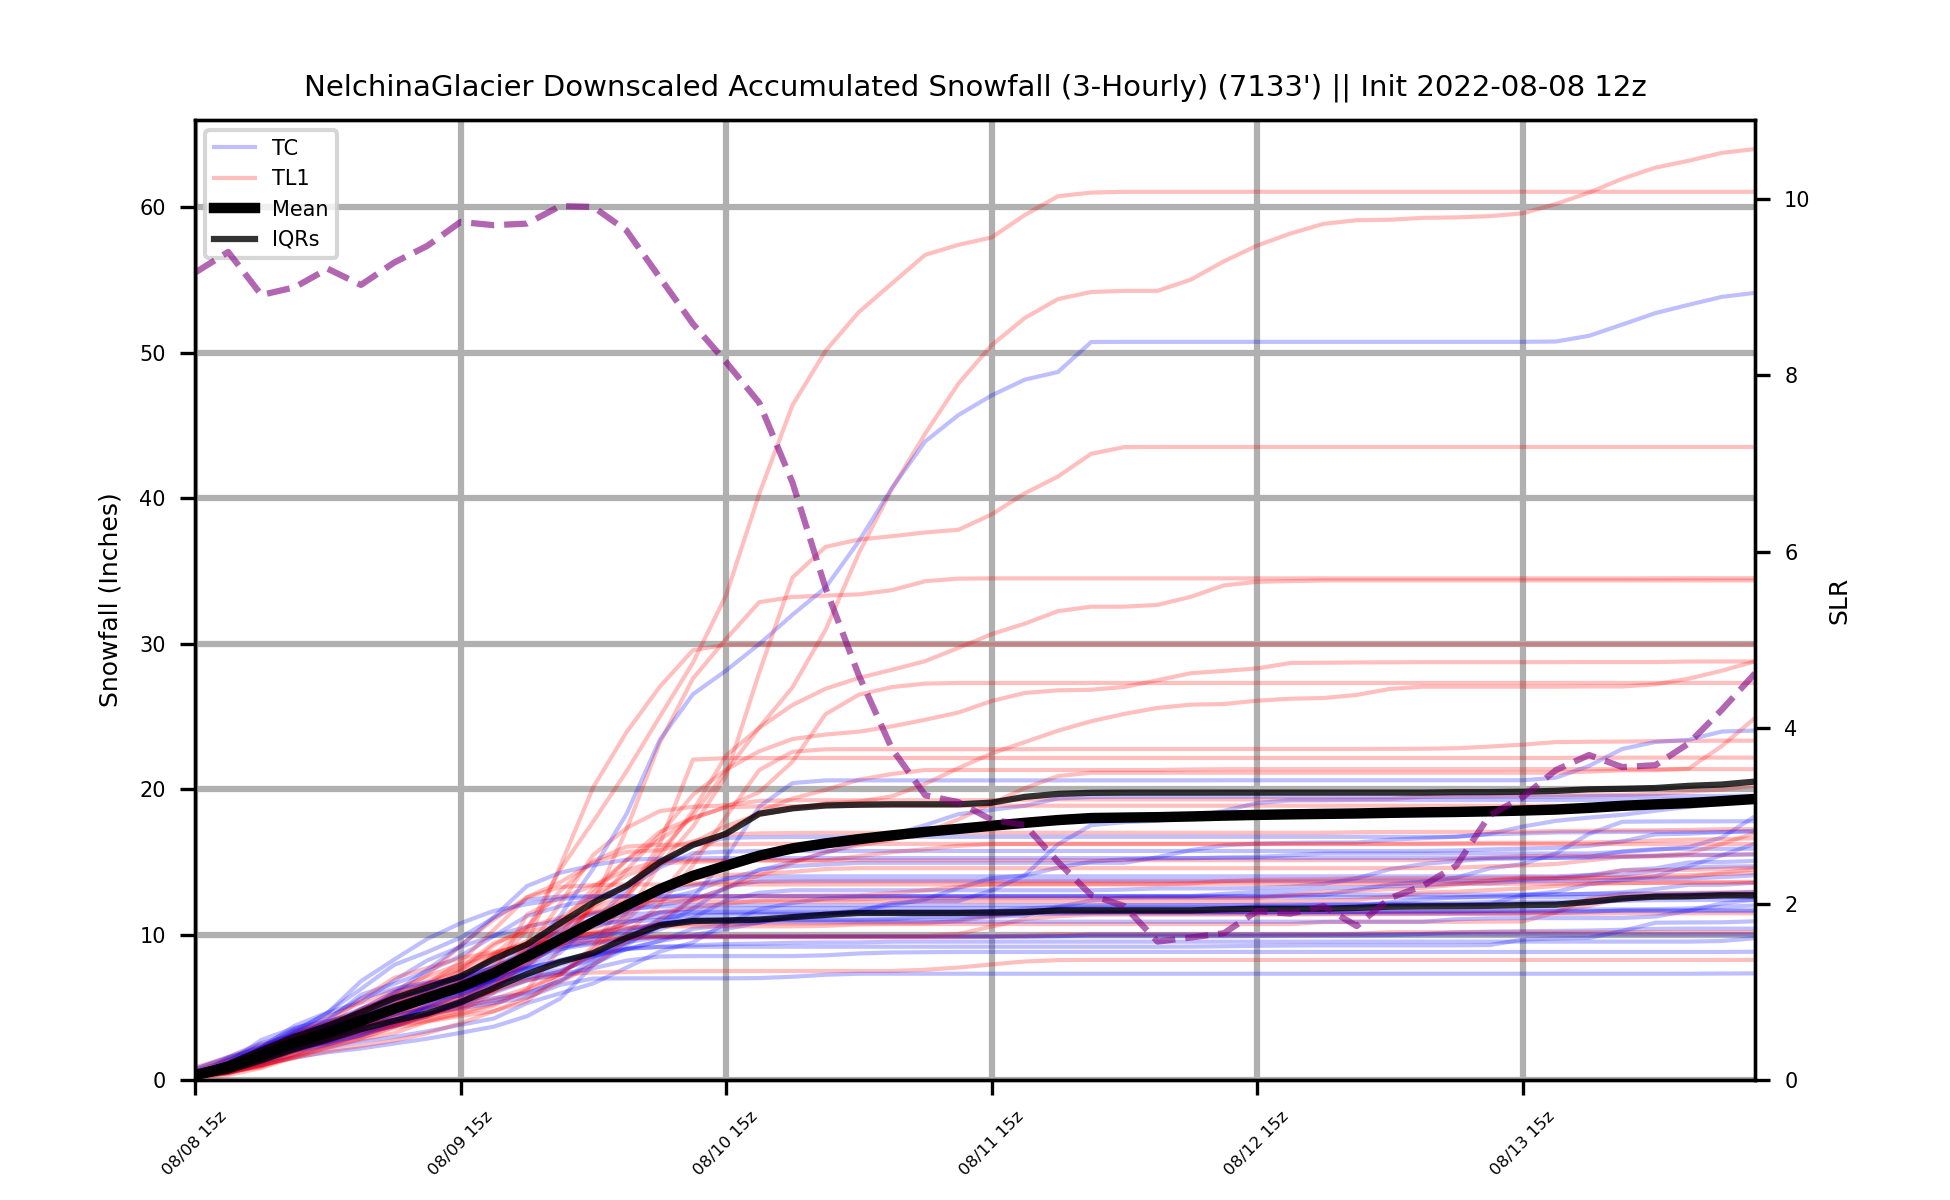 NelchinaGlacier Downscaled Accumulated Snowfall (3-Hourly) (7133') || Init 2022-08-08 12z
TC
TL1
Mean
IQRs
Snowfall (Inches)
60
50
40
30
20
10
0
SLR
10
8
6
4
2
0
08/08 15z
08/09 15z
08/10 15z
08/11 15z
08/12 15z
08/13 15z